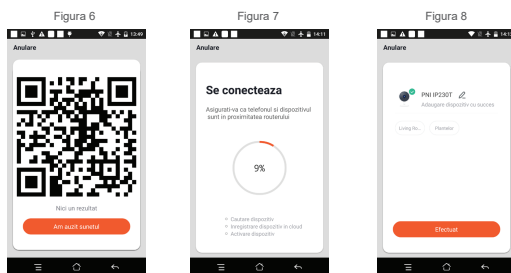 Figura 6
13:49
Anulare
Nici un rezultat
Am auzit sunetul
Figura 7
14:11
Anulare
Se conecteaza
Asigurati-va ca telefonul si dispozitivul
sunt in proximitatea routerului
9%
Cautare dispozitiv
Inregistrare dispozitiv in cloud
Activare dispozitiv
Figura 8
Anulare
PNI IP230T
Adaugare dispozitiv cu succes
Living Ro...
Efectuat